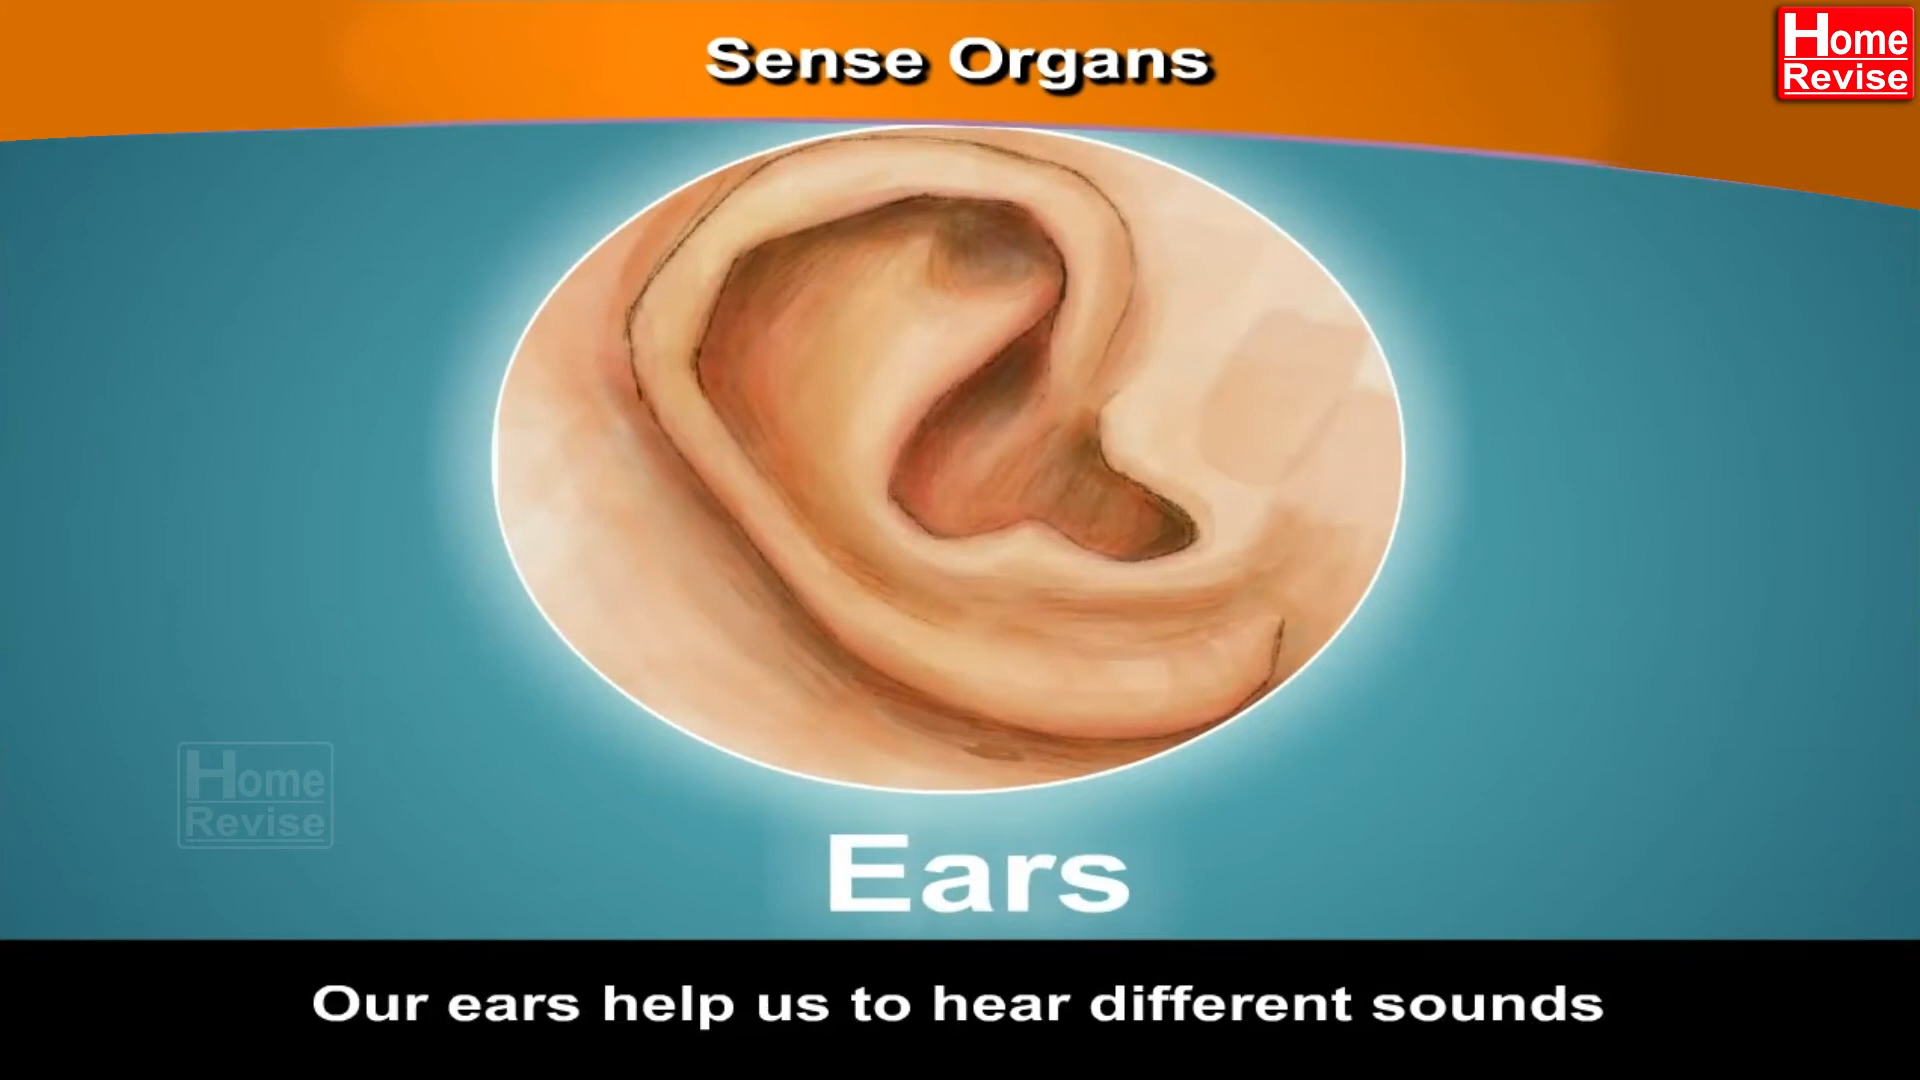 Sense Organs
Home
Revise
Home
Revise
Ears
Our ears help us to hear different sounds